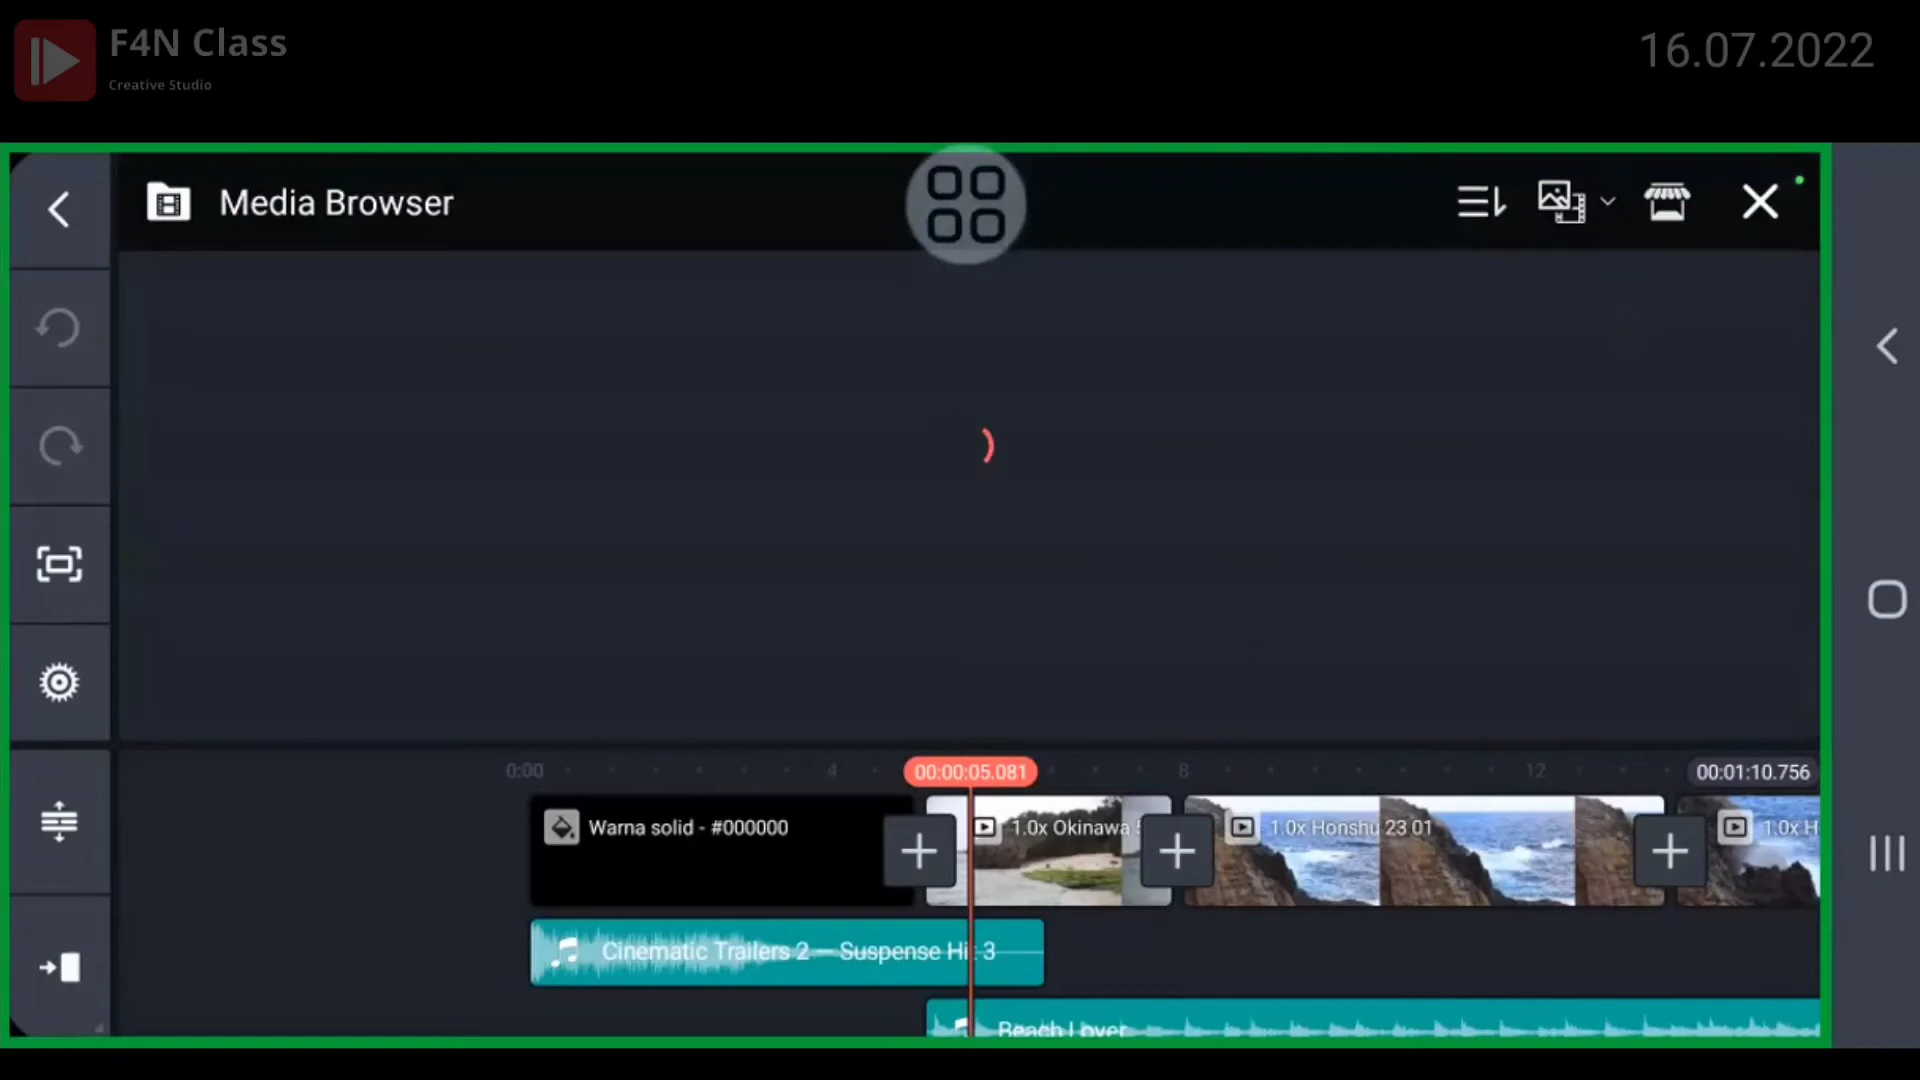 F4N Class
Creative Studio
16.07.2022
Media Browser
0:00
4
00:00:05.081
8
12
00:01:10.756
Warna solid - #000000
1.0x Okinawa
1.0x Honshu 23 01
1.0x H
Cinematic Trailers 2 – Suspense Hit 3
Beach Lover